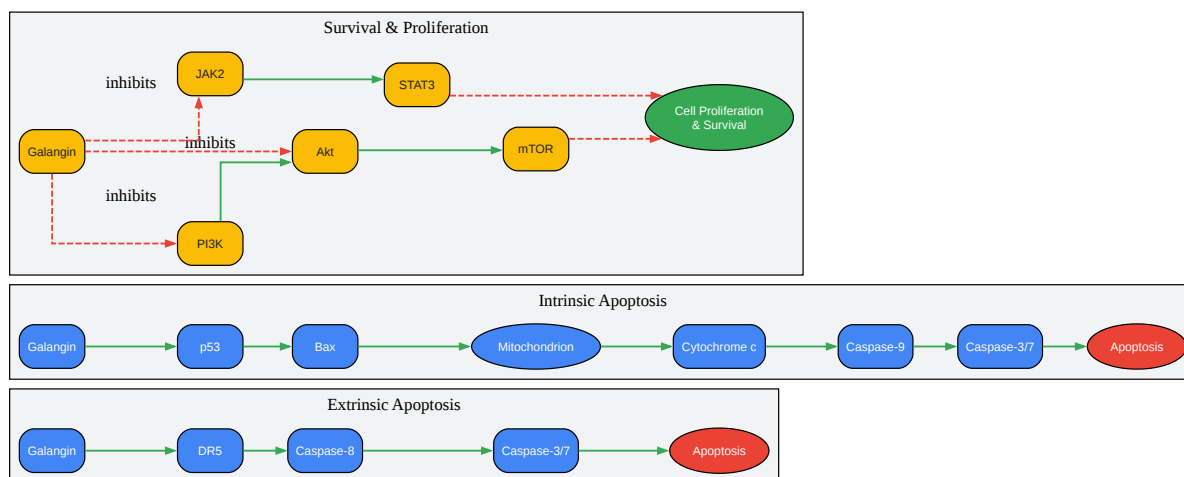 Survival & Proliferation
inhibits
JAK2
STAT3
Cell Proliferation
& Survival
Galangin
inhibits
Akt
mTOR
inhibits
PI3K
Intrinsic Apoptosis
Galangin
p53
Bax
Mitochondrion
Cytochrome c
Caspase-9
Caspase-3/7
Apoptosis
Extrinsic Apoptosis
Galangin
DR5
Caspase-8
Caspase-3/7
Apoptosis